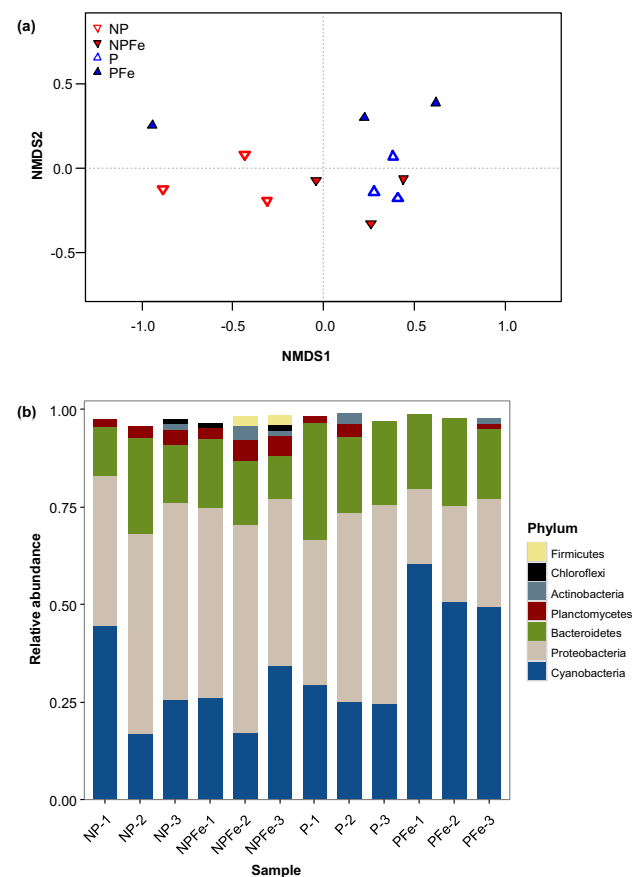 (a)
NP
NPFe
P
PFe
0.5
0.0
-0.5
NMDS2
-1.0 -0.5 0.0 0.5 1.0
NMDS1
(b)
1.00
0.75
0.50
0.25
0.00
Relative abundance
Phylum
Firmicutes
Chloroflexi
Actinobacteria
Planctomycetes
Bacteroidetes
Proteobacteria
Cyanobacteria
NP-1 NP-2 NP-3 NPFe-1 NPFe-2 NPFe-3 P-1 P-2 P-3 PFe-1 PFe-2 PFe-3
Sample